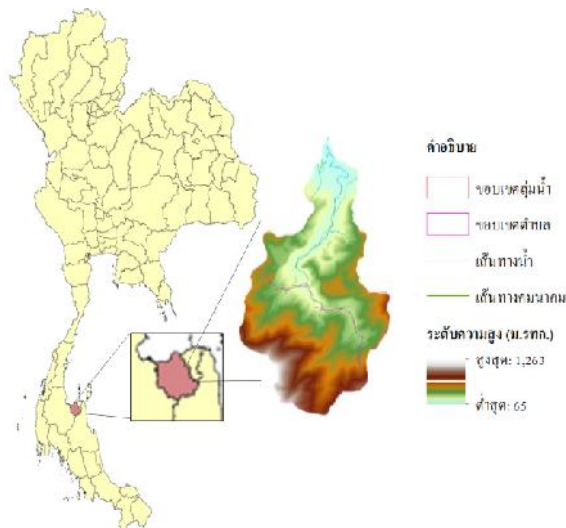 คำอธิบาย
ขอบเขตลุ่มน้ำ
ขอบเขตตำบล
เส้นทางน้ำ
เส้นทางคมนาคม
ระดับความสูง (ม.รทก.)
สูงสุด: 1,263
ต่ำสุด: 65